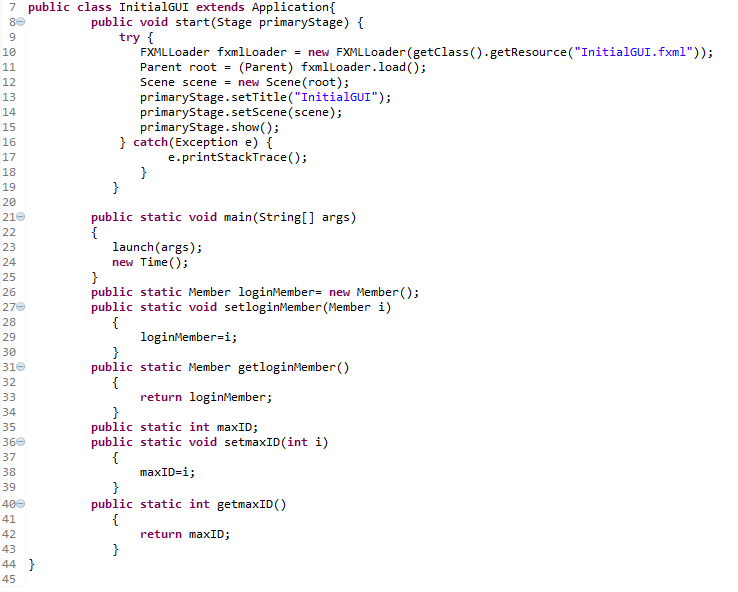 7 public class InitialGUI extends Application{
8 public void start(Stage primaryStage) {
9 try {
10 FXMLLoader fxmlLoader = new FXMLLoader(getClass().getResource("InitialGUI.fxml"));
11 Parent root = (Parent) fxmlLoader.load();
12 Scene scene = new Scene(root);
13 primaryStage.setTitle("InitialGUI");
14 primaryStage.setScene(scene);
15 primaryStage.show();
16 } catch(Exception e) {
17 e.printStackTrace();
18 }
19 }
20
21 public static void main(String[] args)
22 {
23 launch(args);
24 new Time();
25 }
26 public static Member loginMember= new Member();
27 public static void setloginMember(Member i)
28 {
29 loginMember=i;
30 }
31 public static Member getloginMember()
32 {
33 return loginMember;
34 }
35 public static int maxID;
36 public static void setmaxID(int i)
37 {
38 maxID=i;
39 }
40 public static int getmaxID()
41 {
42 return maxID;
43 }
44 }
45